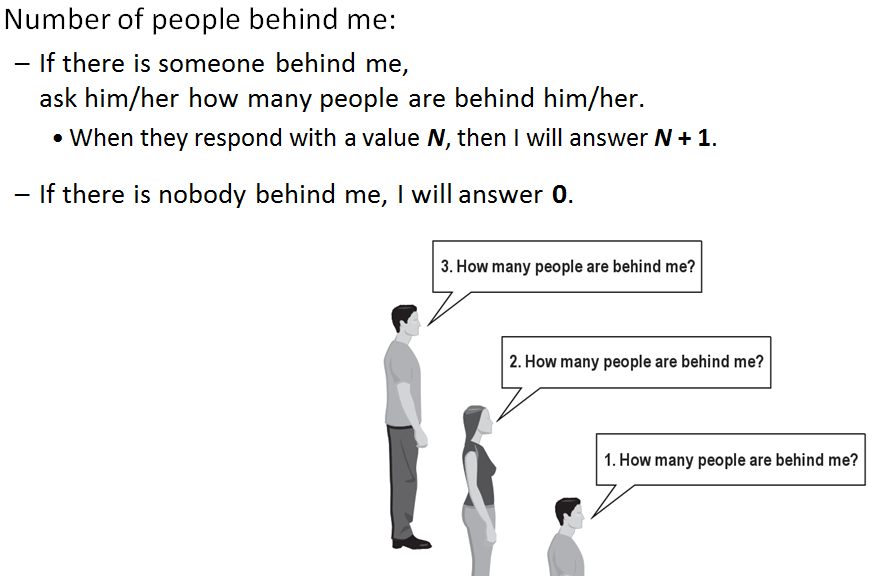 Number of people behind me:
– If there is someone behind me,
ask him/her how many people are behind him/her.
• When they respond with a value N, then I will answer N + 1.
– If there is nobody behind me, I will answer 0.
3. How many people are behind me?
2. How many people are behind me?
1. How many people are behind me?